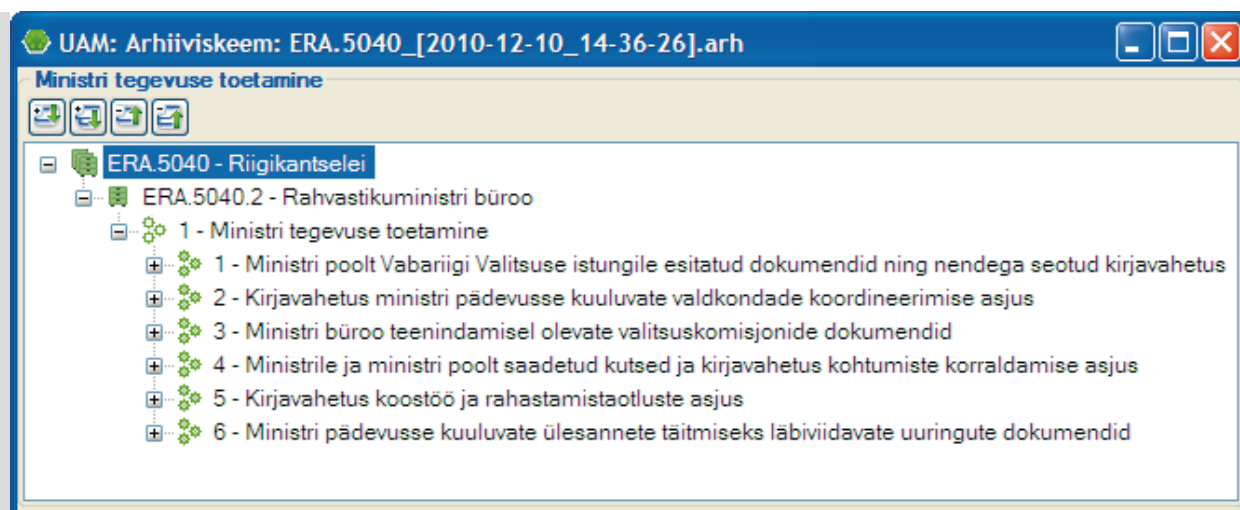 UAM: Arhiiviskeem: ERA.5040_[2010-12-10_14-36-26].arh
Ministri tegevuse toetamine
ERA.5040 - Riigikantselei
ERA.5040.2 - Rahvastikuministri büroo
1 - Ministri tegevuse toetamine
1 - Ministri poolt Vabariigi Valitsuse istungile esitatud dokumendid ning nendega seotud kirjavahetus
2 - Kirjavahetus ministri pädevusse kuuluvate valdkondade koordineerimise asjus
3 - Ministri büroo teenindamisel olevate valitsuskomisjonide dokumendid
4 - Ministrile ja ministri poolt saadetud kutsed ja kirjavahetus kohtumiste korraldamise asjus
5 - Kirjavahetus koostöö ja rahastamistaotluste asjus
6 - Ministri pädevusse kuuluvate ülesannete täitmiseks läbiviidavate uuringute dokumendid